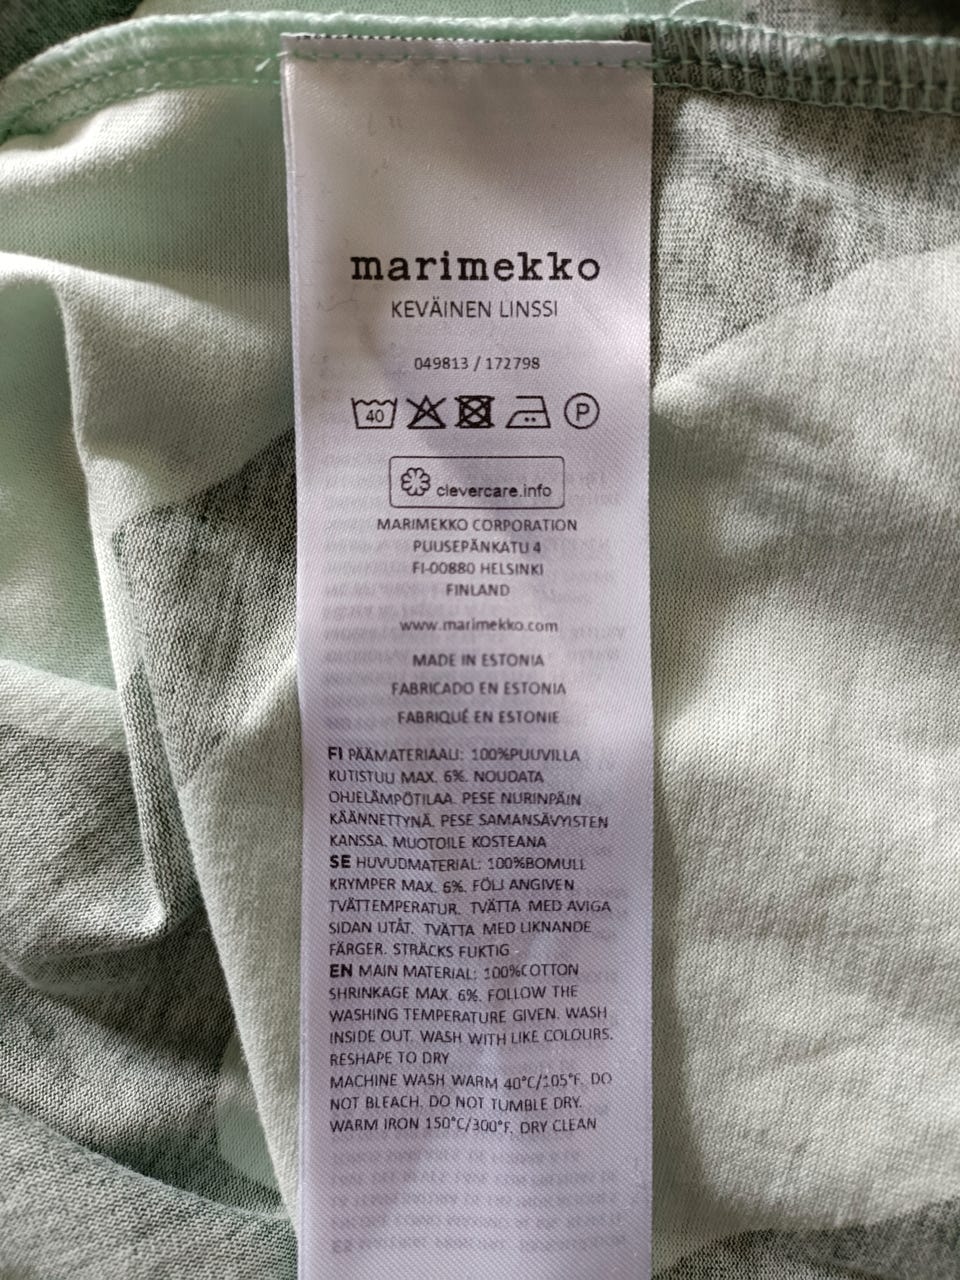 marimekko
KEVÄINEN LINSSI
049813 / 172798
40 P
clevercare.info
MARIMEKKO CORPORATION
PUUSEPÄNKATU 4
FI-00880 HELSINKI
FINLAND
www.marimekko.com
MADE IN ESTONIA
FABRICADO EN ESTONIA
FABRIQUÉ EN ESTONIE
FI PÄÄMATERIAALI: 100%PUUVILLA
KUTISTUU MAX. 6%. NOUDATA
OHJELÄMPÖTILAA. PESE NURINPÄIN
KÄÄNNETTYNÄ. PESE SAMANSÄVYISTEN
KANSSA. MUOTOILE KOSTEANA
SE HUVUDMATERIAL: 100%BOMULL
KRYMPER MAX. 6%. FÖLJ ANGIVEN
TVÄTTEMPERATUR. TVÄTTA MED AVIGA
SIDAN UTÅT. TVÄTTA MED LIKNANDE
FÄRGER. STRÄCKS FUKTIG
EN MAIN MATERIAL: 100%COTTON
SHRINKAGE MAX. 6%. FOLLOW THE
WASHING TEMPERATURE GIVEN. WASH
INSIDE OUT. WASH WITH LIKE COLOURS.
RESHAPE TO DRY
MACHINE WASH WARM 40°C/105°F. DO
NOT BLEACH. DO NOT TUMBLE DRY.
WARM IRON 150°C/300°F. DRY CLEAN